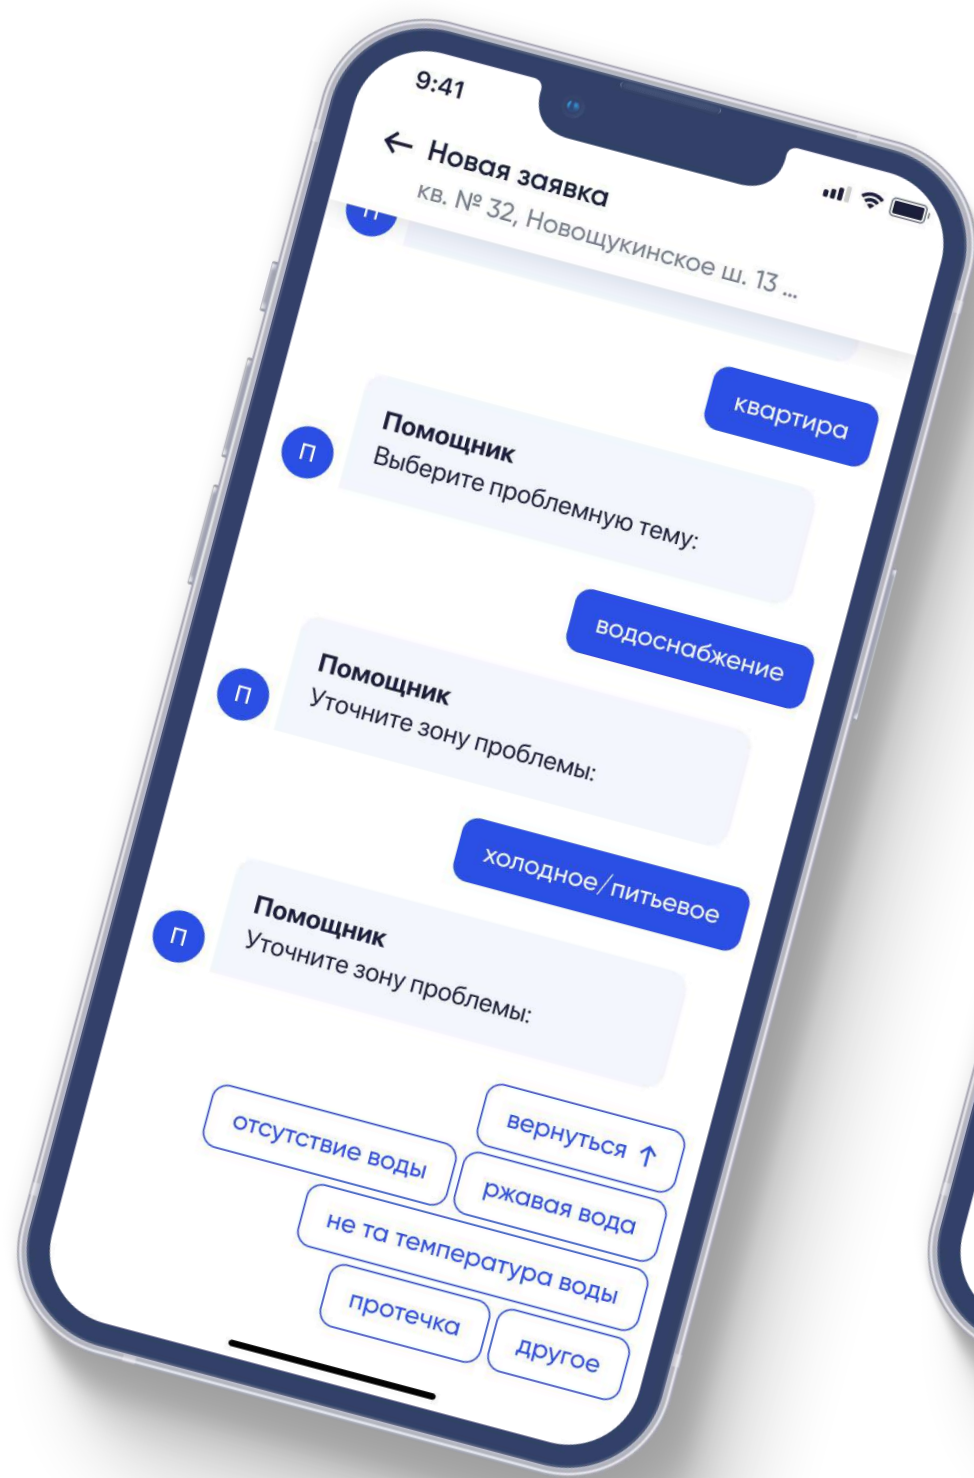 9:41
← Новая заявка
кв. № 32, Новощукинское ш. 13 ...
П
квартира
Помощник
П
Выберите проблемную тему:
водоснабжение
Помощник
П
Уточните зону проблемы:
холодное/питьевое
Помощник
П
Уточните зону проблемы:
вернуться ↑
отсутствие воды
ржавая вода
не та температура воды
протечка
другое